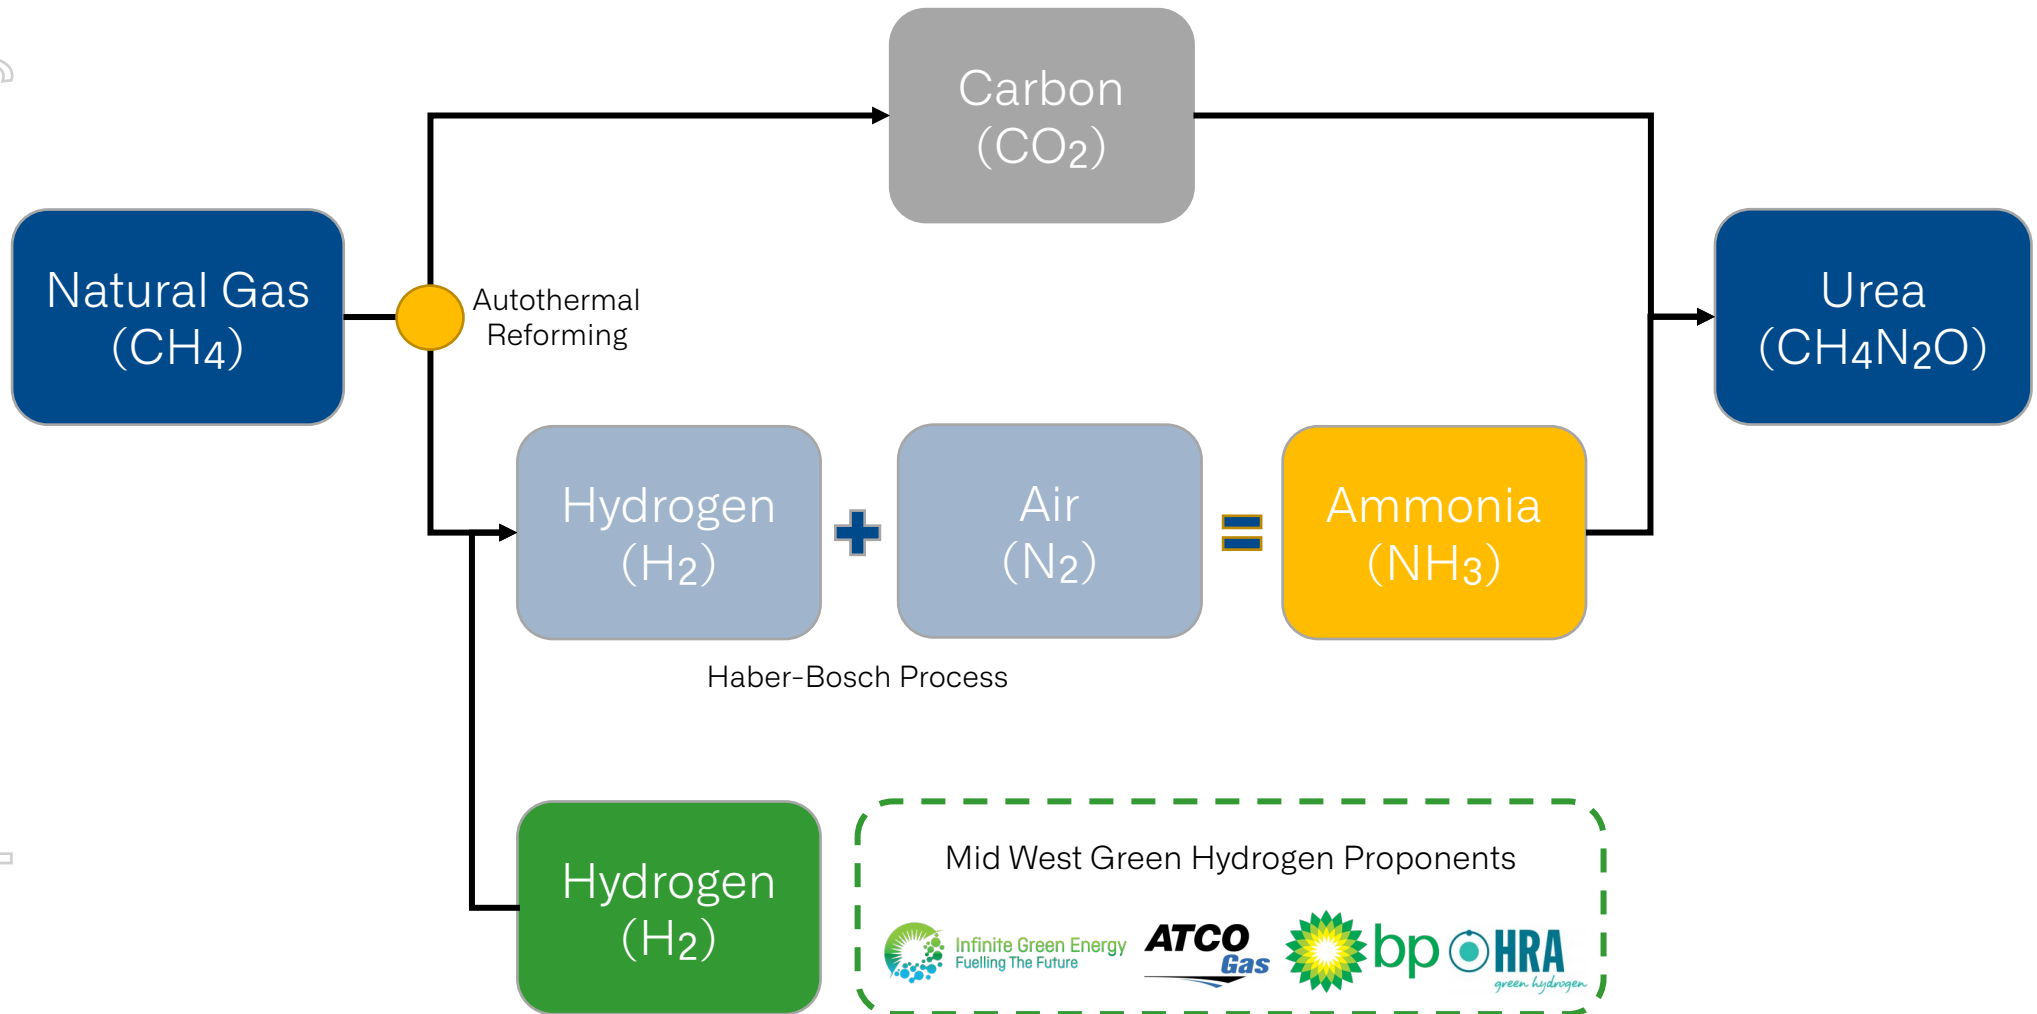 Carbon
(CO2)
Natural Gas
(CH4)
Autothermal
Reforming
Urea
(CH4N2O)
Hydrogen
(H2)
Air
(N2)
Ammonia
(NH3)
Haber-Bosch Process
Hydrogen
(H2)
Mid West Green Hydrogen Proponents
Infinite Green Energy
Fuelling The Future
ATCO
Gas
bp
HRA
green hydrogen